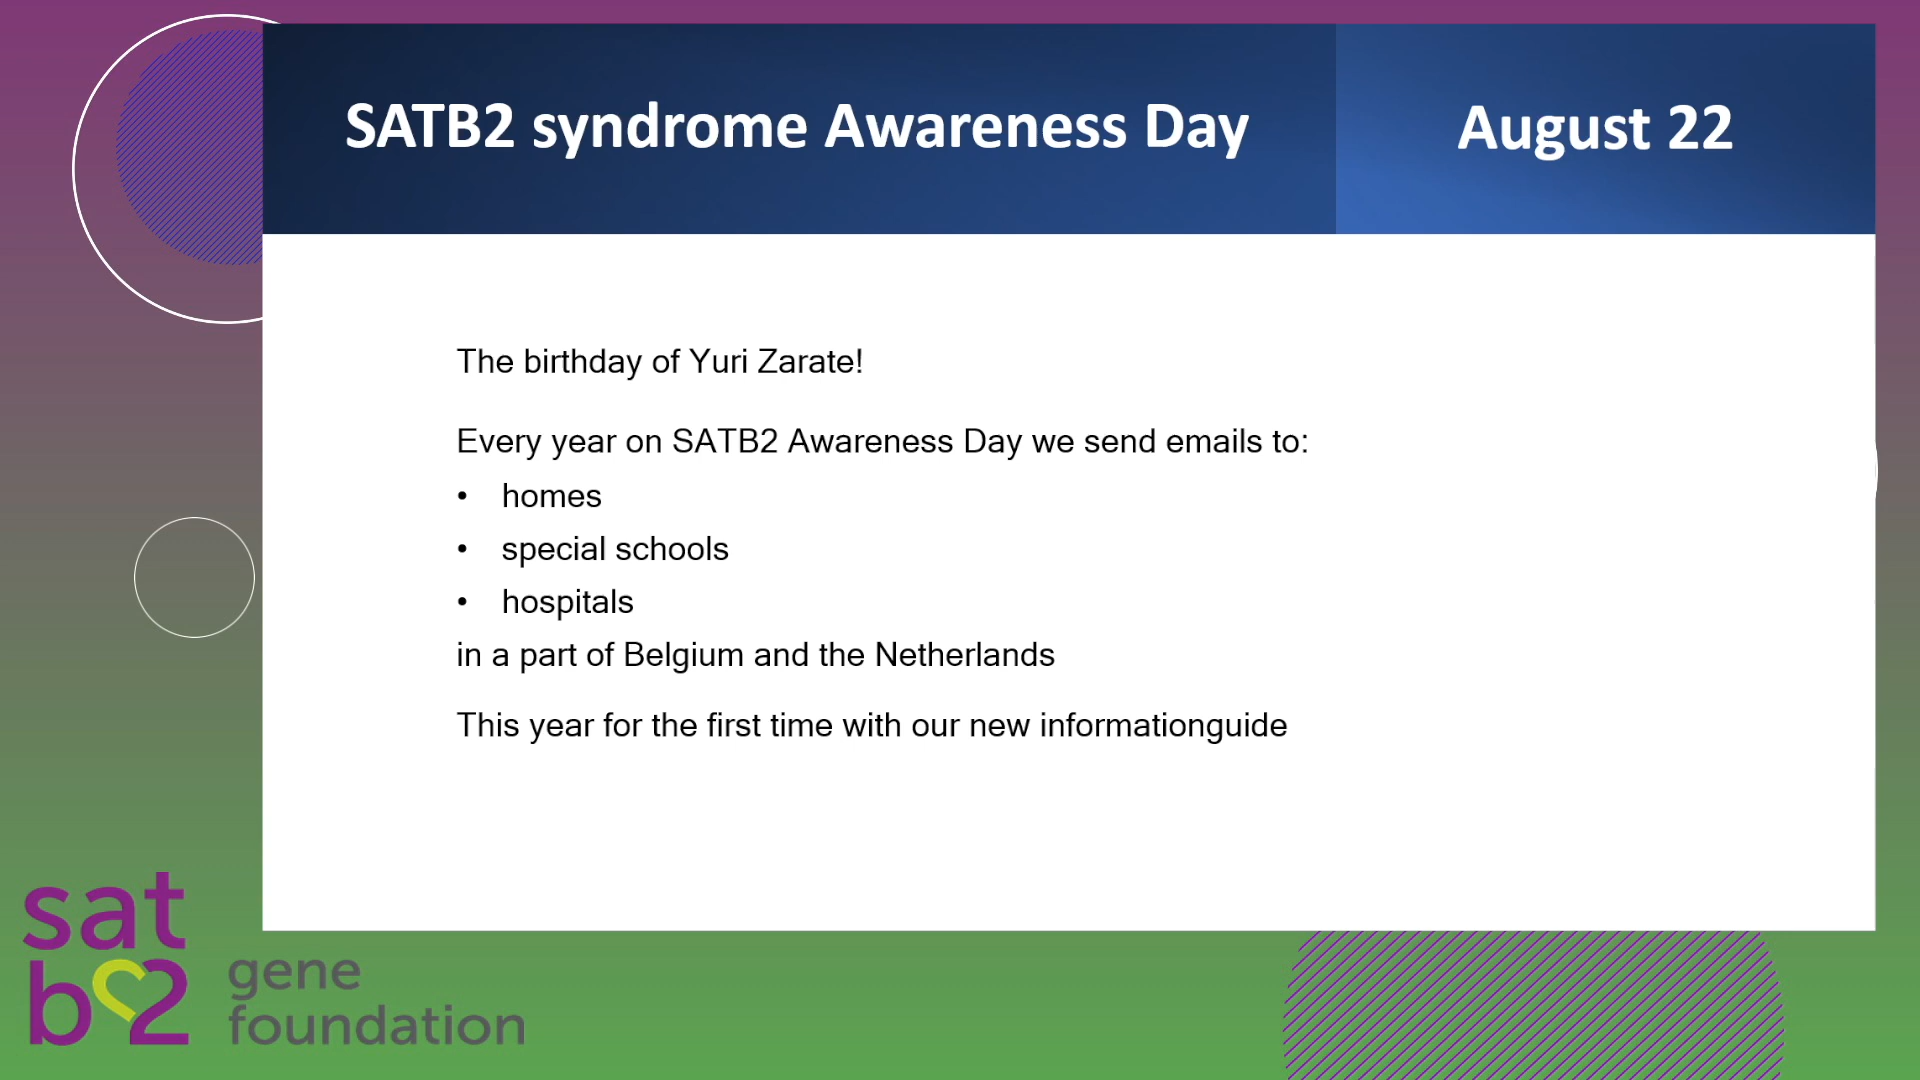 SATB2 syndrome Awareness Day
August 22
The birthday of Yuri Zarate!
Every year on SATB2 Awareness Day we send emails to:
• homes
• special schools
• hospitals
in a part of Belgium and the Netherlands
This year for the first time with our new informationguide
sat
b2
gene
foundation